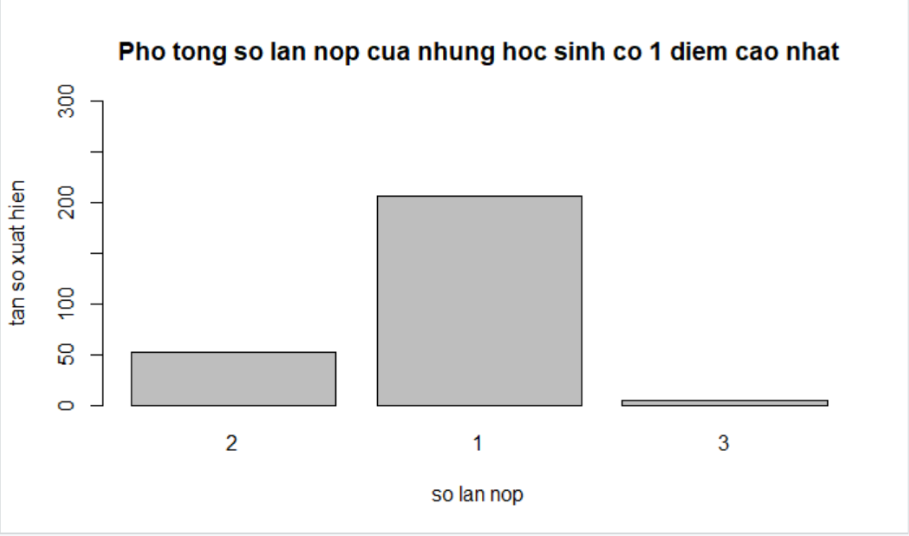 Pho tong so lan nop cua nhung hoc sinh co 1 diem cao nhat
tan so xuat hien
300
200
100
50
0
2 1 3
so lan nop